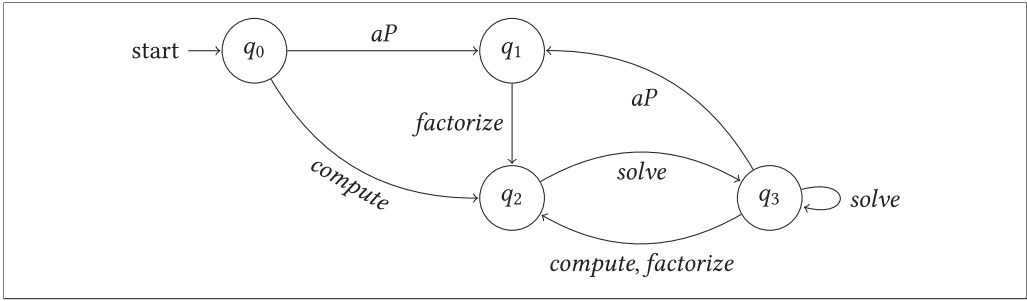 aP
start q0 q1
aP
factorize
solve
compute
q2 q3 solve
compute, factorize